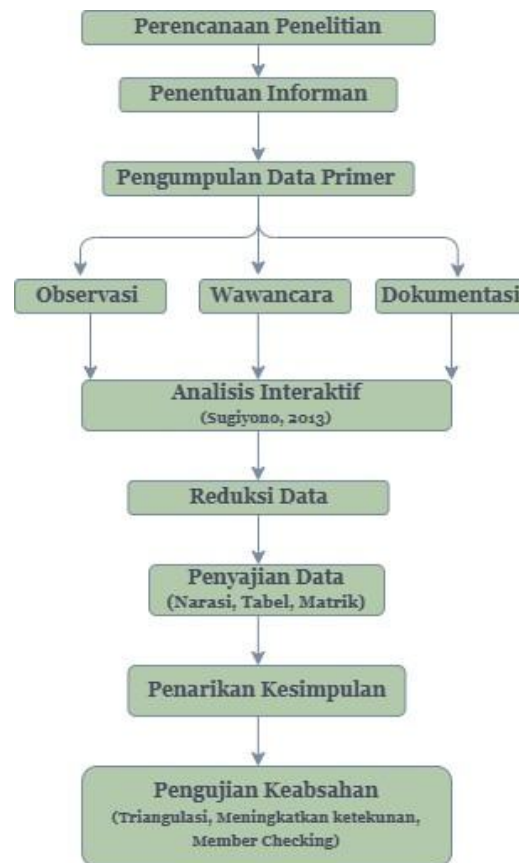 Perencanaan Penelitian
Penentuan Informan
Pengumpulan Data Primer
Observasi
Wawancara
Dokumentasi
Analisis Interaktif
(Sugiyono, 2013)
Reduksi Data
Penyajian Data
(Narasi, Tabel, Matrik)
Penarikan Kesimpulan
Pengujian Keabsahan
(Triangulasi, Meningkatkan ketekunan,
Member Checking)